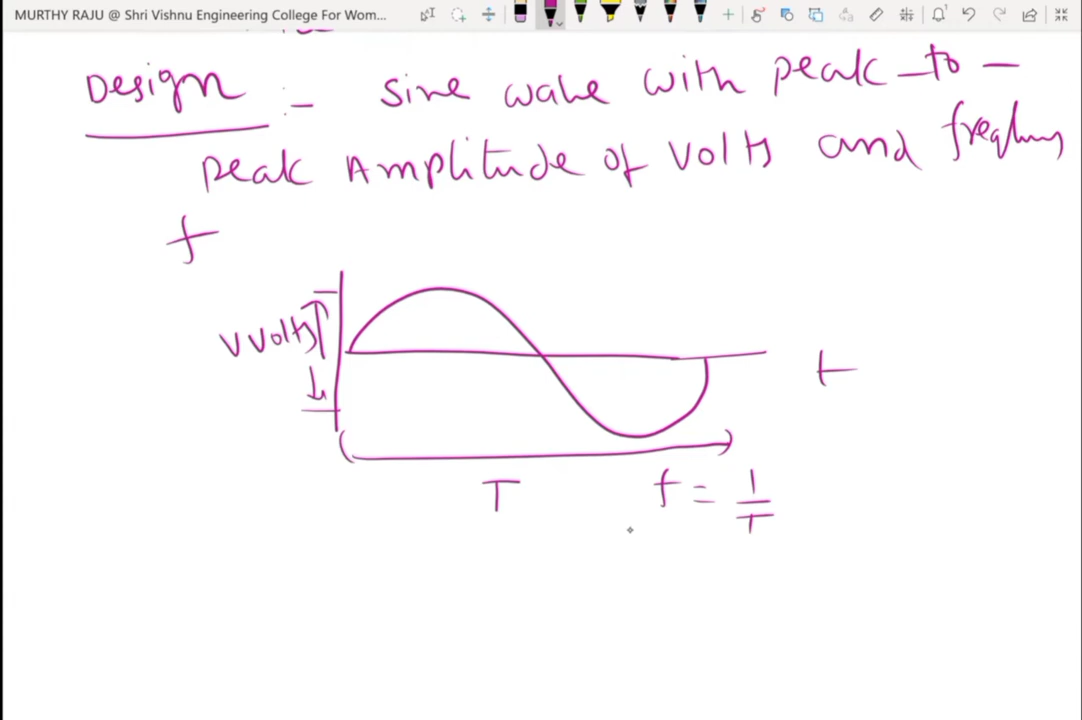 MURTHY RAJU @ Shri Vishnu Engineering College For Wom...
Design :- sine wave with peak-to-
peak Amplitude of Volts and
f
V Volts
t
T
f = 1/T